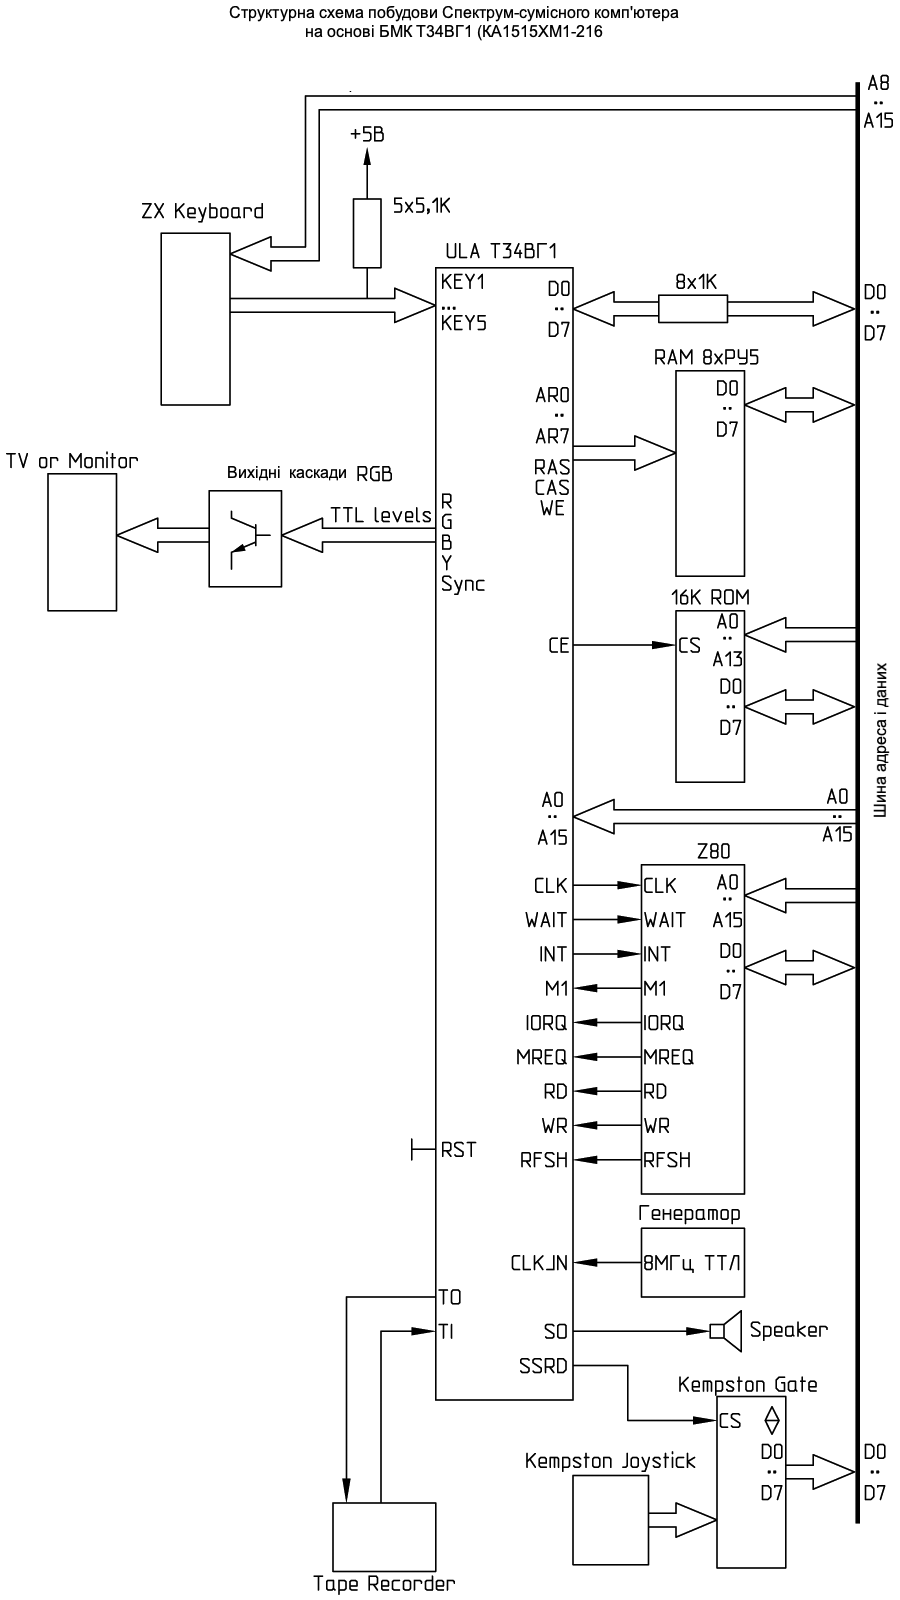 Структурна схема побудови Спектрум-сумісного комп'ютера
на основі БМК Т34ВГ1 (КА1515ХМ1-216
A8
..
A15
+5В
5x5,1K
ZX Keyboard
ULA Т34ВГ1
KEY1
...
KEY5
D0
..
D7
8x1K
D0
..
D7
RAM 8xРУ5
D0
..
D7
AR0
..
AR7
RAS
CAS
WE
TV or Monitor
Вихідні каскади RGB
TTL levels
R
G
B
Y
Sync
16K ROM
CE
CS
A0
..
A13
D0
..
D7
Шина адреса і даних
A0
..
A15
A0
..
A15
Z80
CLK
WAIT
INT
M1
IORQ
MREQ
RD
WR
RFSH
CLK
WAIT
INT
M1
IORQ
MREQ
RD
WR
RFSH
A0
..
A15
D0
..
D7
RST
Генератор
CLK_IN
8МГц ТТЛ
TO
TI
SO
Speaker
SSRD
Kempston Gate
CS
D0
..
D7
D0
..
D7
Kempston Joystick
Tape Recorder